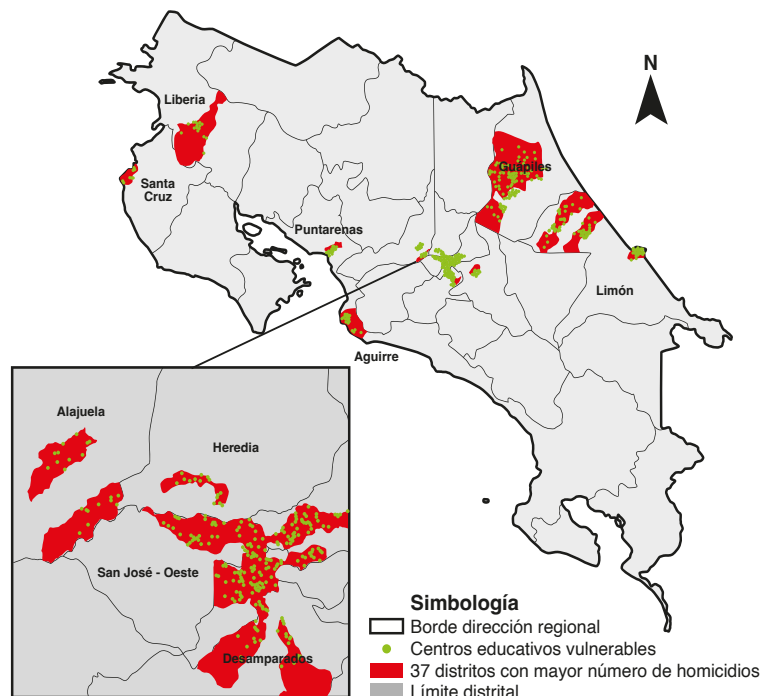 N
Liberia
Guápiles
Santa
Cruz
Puntarenas
Limón
Aguirre
Alajuela
Heredia
San José - Oeste
Desamparados
Simbología
Borde dirección regional
Centros educativos vulnerables
37 distritos con mayor número de homicidios
Límite distrital